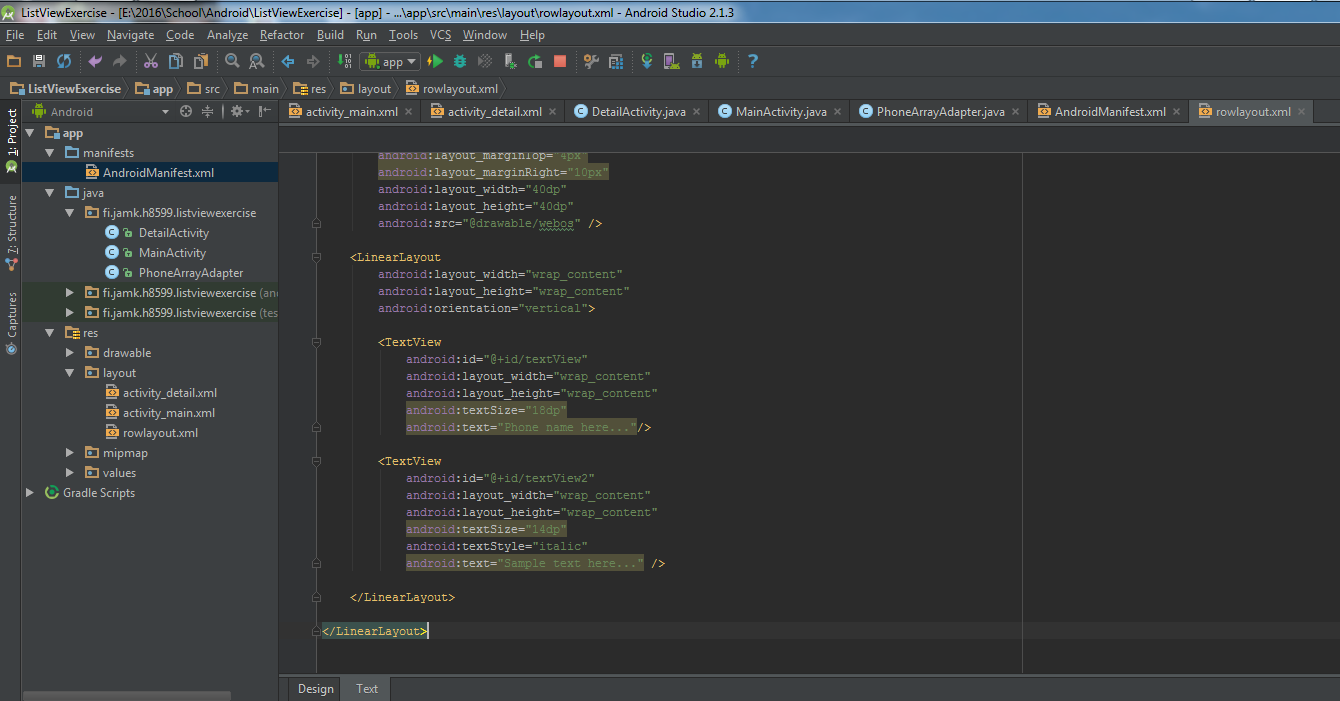 ListViewExercise - [E:\2016\School\Android\ListViewExercise] - [app] - ...\app\src\main\res\layout\rowlayout.xml - Android Studio 2.1.3
File Edit View Navigate Code Analyze Refactor Build Run Tools VCS Window Help
app
ListViewExercise app src main res layout rowlayout.xml
Android
activity_main.xml activity_detail.xml DetailActivity.java MainActivity.java PhoneArrayAdapter.java AndroidManifest.xml rowlayout.xml
1: Project
7: Structure
Captures
app
manifests
AndroidManifest.xml
java
fi.jamk.h8599.listviewexercise
DetailActivity
MainActivity
PhoneArrayAdapter
fi.jamk.h8599.listviewexercise (an
fi.jamk.h8599.listviewexercise (tes
res
drawable
layout
activity_detail.xml
activity_main.xml
rowlayout.xml
mipmap
values
Gradle Scripts
android:layout_marginTop="4px"
android:layout_marginRight="10px"
android:layout_width="40dp"
android:layout_height="40dp"
android:src="@drawable/webos" />
<LinearLayout
android:layout_width="wrap_content"
android:layout_height="wrap_content"
android:orientation="vertical">
<TextView
android:id="@+id/textView"
android:layout_width="wrap_content"
android:layout_height="wrap_content"
android:textSize="18dp"
android:text="Phone name here..."/>
<TextView
android:id="@+id/textView2"
android:layout_width="wrap_content"
android:layout_height="wrap_content"
android:textSize="14dp"
android:textStyle="italic"
android:text="Sample text here..." />
</LinearLayout>
</LinearLayout>
Design Text